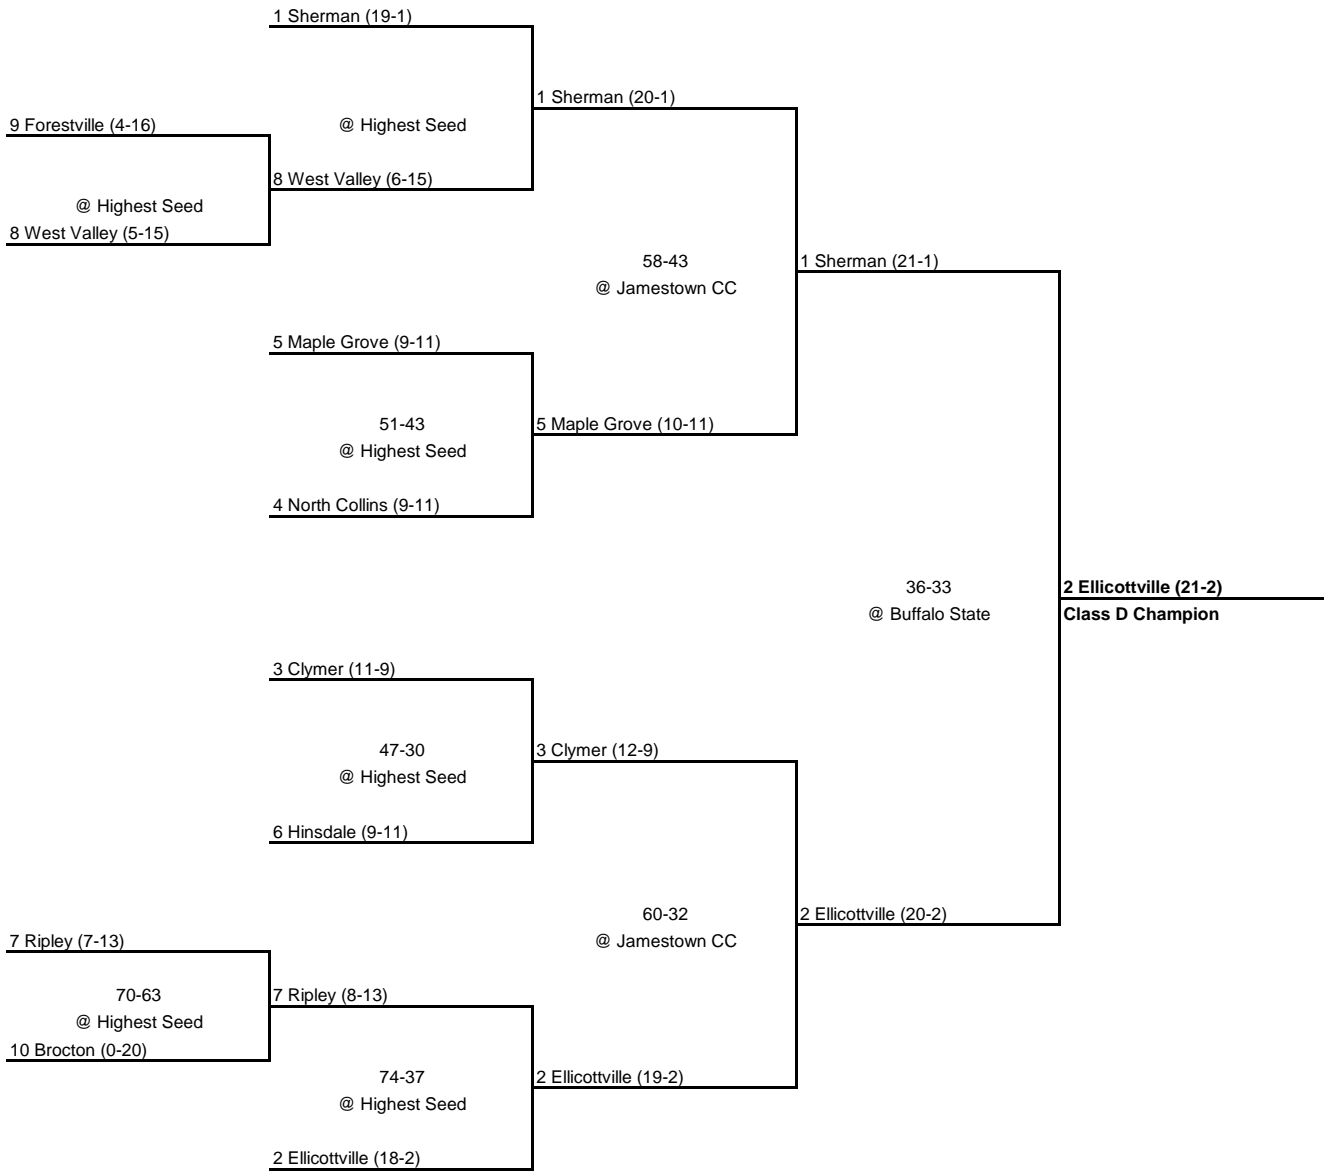 1 Sherman (19-1)
1 Sherman (20-1)
9 Forestville (4-16)
@ Highest Seed
8 West Valley (6-15)
@ Highest Seed
8 West Valley (5-15)
58-43
1 Sherman (21-1)
@ Jamestown CC
5 Maple Grove (9-11)
51-43
5 Maple Grove (10-11)
@ Highest Seed
4 North Collins (9-11)
36-33
2 Ellicottville (21-2)
@ Buffalo State
Class D Champion
3 Clymer (11-9)
47-30
3 Clymer (12-9)
@ Highest Seed
6 Hinsdale (9-11)
60-32
2 Ellicottville (20-2)
@ Jamestown CC
7 Ripley (7-13)
70-63
7 Ripley (8-13)
@ Highest Seed
10 Brocton (0-20)
74-37
2 Ellicottville (19-2)
@ Highest Seed
2 Ellicottville (18-2)